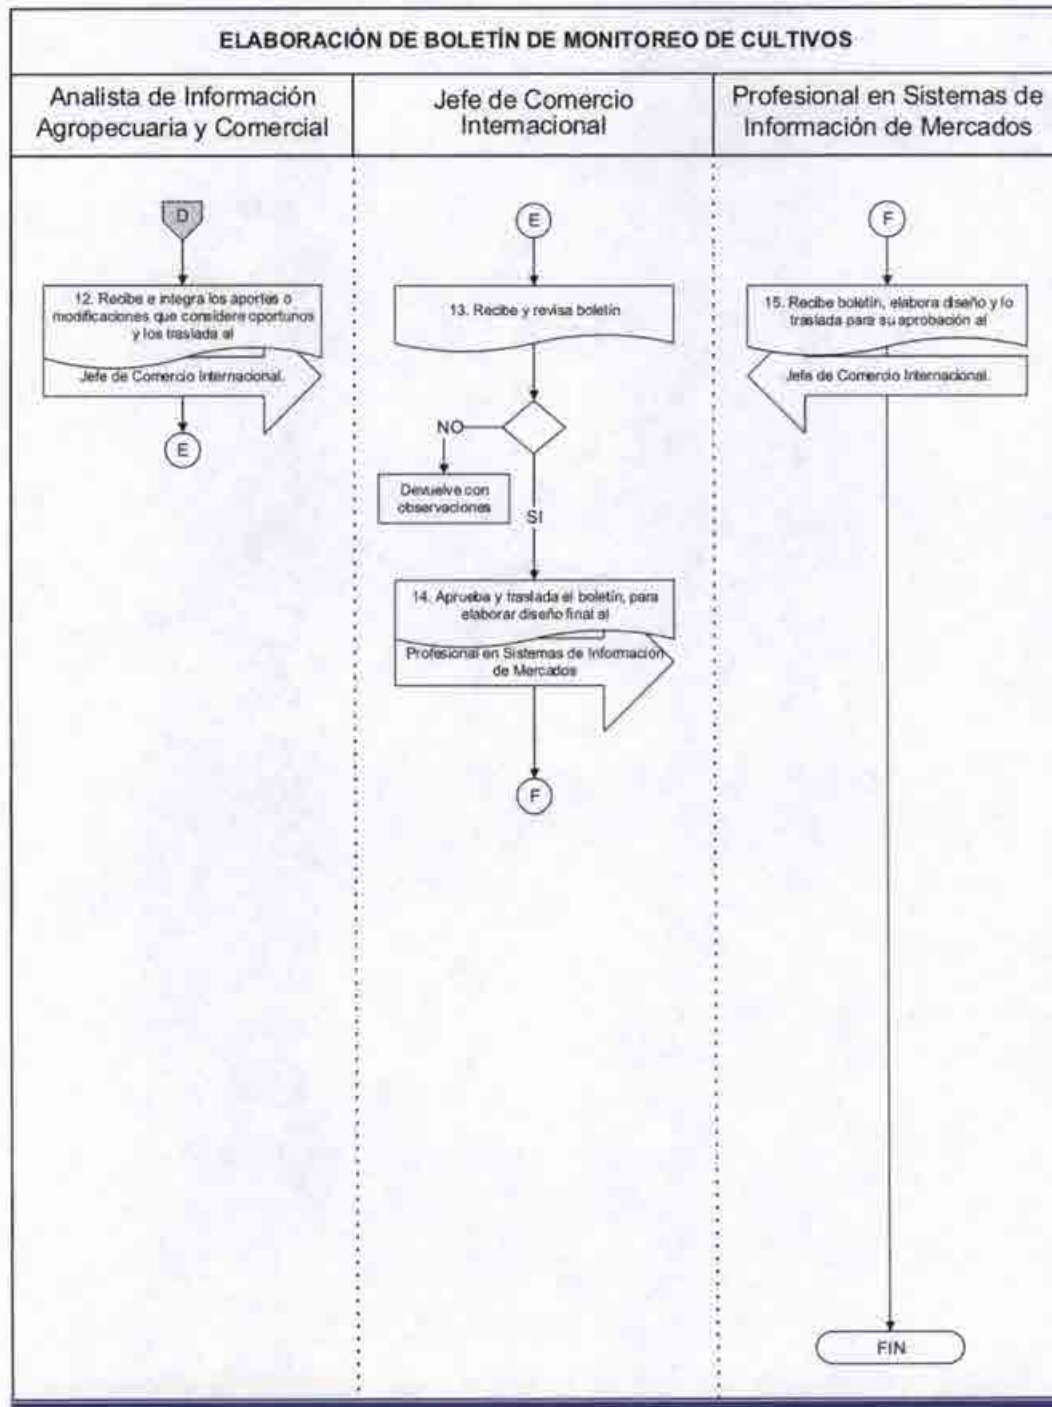 ELABORACIÓN DE BOLETÍN DE MONITOREO DE CULTIVOS
Analista de Información
Agropecuaria y Comercial
Jefe de Comercio
Internacional
Profesional en Sistemas de
Información de Mercados
D
12. Recibe e integra los aportes o
modificaciones que considere oportunos
y los traslada al
Jefe de Comercio Internacional.
E
E
13. Recibe y revisa boletín
NO
Devuelve con
observaciones
SI
14. Aprueba y traslada el boletín, para
elaborar diseño final al
Profesional en Sistemas de Información
de Mercados
F
F
15. Recibe boletín, elabora diseño y lo
traslada para su aprobación al
Jefe de Comercio Internacional.
FIN